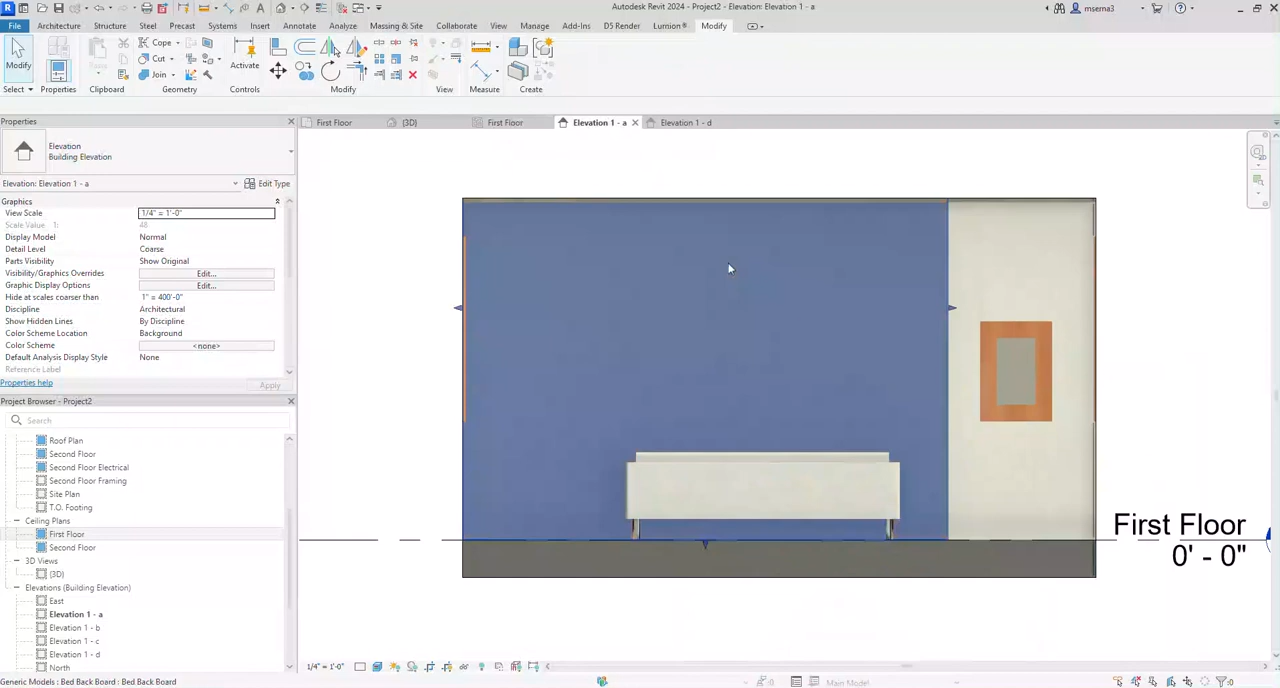 Autodesk Revit 2024 - Project2 - Elevation: Elevation 1 - a
mserna3
File Architecture Structure Steel Precast Systems Insert Annotate Analyze Massing & Site Collaborate View Manage Add-Ins D5 Render Lumion® Modify
Modify
Select
Properties
Clipboard
Cope
Cut
Join
Geometry
Activate
Controls
Modify
View
Measure
Create
Properties
First Floor
{3D}
First Floor
Elevation 1 - a
Elevation 1 - d
Elevation
Building Elevation
Elevation: Elevation 1 - a
Edit Type
Graphics
View Scale 1/4" = 1'-0"
Scale Value 1: 48
Display Model Normal
Detail Level Coarse
Parts Visibility Show Original
Visibility/Graphics Overrides Edit...
Graphic Display Options Edit...
Hide at scales coarser than 1" = 400'-0"
Discipline Architectural
Show Hidden Lines By Discipline
Color Scheme Location Background
Color Scheme <none>
Default Analysis Display Style None
Reference Label
Properties help
Apply
Project Browser - Project2
Search
Roof Plan
Second Floor
Second Floor Electrical
Second Floor Framing
Site Plan
T.O. Footing
Ceiling Plans
First Floor
Second Floor
3D Views
{3D}
Elevations (Building Elevation)
East
Elevation 1 - a
Elevation 1 - b
Elevation 1 - c
Elevation 1 - d
North
First Floor
0' - 0"
1/4" = 1'-0"
Generic Models : Bed Back Board : Bed Back Board
:0
Main Model
:0